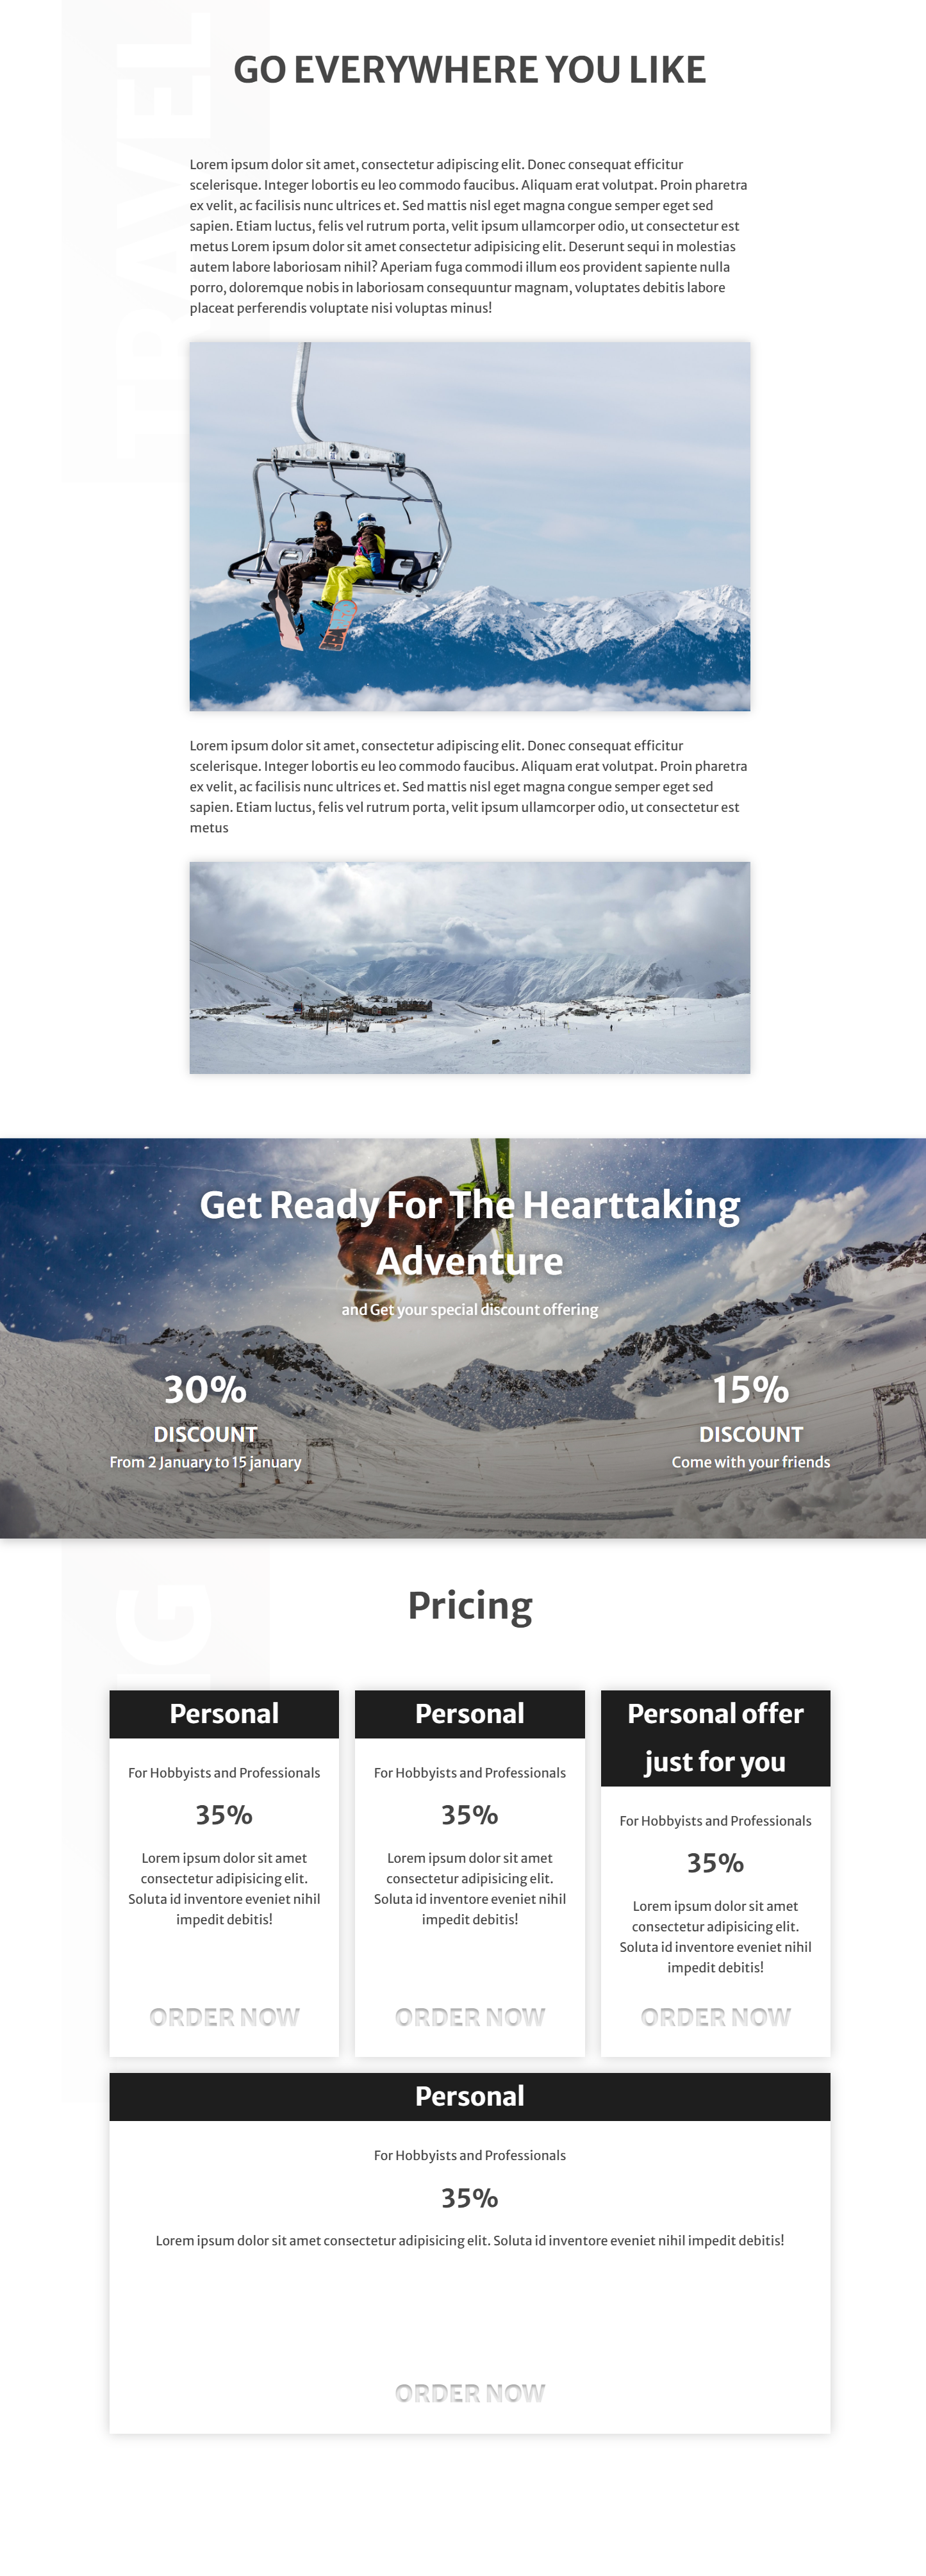 TRAVEL
GO EVERYWHERE YOU LIKE
Lorem ipsum dolor sit amet, consectetur adipiscing elit. Donec consequat efficitur
scelerisque. Integer lobortis eu leo commodo faucibus. Aliquam erat volutpat. Proin pharetra
ex velit, ac facilisis nunc ultrices et. Sed mattis nisl eget magna congue semper eget sed
sapien. Etiam luctus, felis vel rutrum porta, velit ipsum ullamcorper odio, ut consectetur est
metus Lorem ipsum dolor sit amet consectetur adipisicing elit. Deserunt sequi in molestias
autem labore laboriosam nihil? Aperiam fuga commodi illum eos provident sapiente nulla
porro, doloremque nobis in laboriosam consequuntur magnam, voluptates debitis labore
placeat perferendis voluptate nisi voluptas minus!
Lorem ipsum dolor sit amet, consectetur adipiscing elit. Donec consequat efficitur
scelerisque. Integer lobortis eu leo commodo faucibus. Aliquam erat volutpat. Proin pharetra
ex velit, ac facilisis nunc ultrices et. Sed mattis nisl eget magna congue semper eget sed
sapien. Etiam luctus, felis vel rutrum porta, velit ipsum ullamcorper odio, ut consectetur est
metus
Get Ready For The Hearttaking
Adventure
and Get your special discount offering
30%
DISCOUNT
From 2 January to 15 january
15%
DISCOUNT
Come with your friends
Pricing
Personal
For Hobbyists and Professionals
35%
Lorem ipsum dolor sit amet
consectetur adipisicing elit.
Soluta id inventore eveniet nihil
impedit debitis!
ORDER NOW
Personal
For Hobbyists and Professionals
35%
Lorem ipsum dolor sit amet
consectetur adipisicing elit.
Soluta id inventore eveniet nihil
impedit debitis!
ORDER NOW
Personal offer
just for you
For Hobbyists and Professionals
35%
Lorem ipsum dolor sit amet
consectetur adipisicing elit.
Soluta id inventore eveniet nihil
impedit debitis!
ORDER NOW
Personal
For Hobbyists and Professionals
35%
Lorem ipsum dolor sit amet consectetur adipisicing elit. Soluta id inventore eveniet nihil impedit debitis!
ORDER NOW